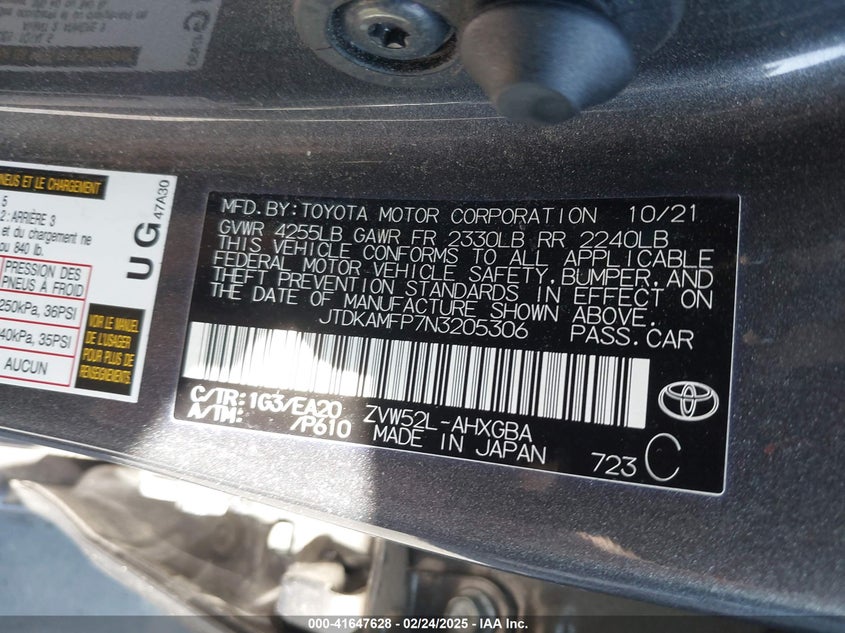 PNEUS ET LE CHARGEMENT
5
2 : ARRIÈRE 3
et du chargement ne
ou 840 lb.
PRESSION DES
PNEUS À FROID
250kPa, 36PSI
240kPa, 35PSI
AUCUN
VOIR LE MANUEL
DE L'USAGER
POUR PLUS DE
RENSEIGNEMENTS.
UG
47A30
MFD. BY: TOYOTA MOTOR CORPORATION 10/21
GVWR 4255LB GAWR FR 2330LB RR 2240LB
THIS VEHICLE CONFORMS TO ALL APPLICABLE
FEDERAL MOTOR VEHICLE SAFETY, BUMPER, AND
THEFT PREVENTION STANDARDS IN EFFECT ON
THE DATE OF MANUFACTURE SHOWN ABOVE.
JTDKAMFP7N3205306 PASS.CAR
C/TR: 1G3/EA20 ZVW52L-AHXGBA
A/TM: /P610 MADE IN JAPAN
723 C
000-41647628 - 02/24/2025 - IAA Inc.